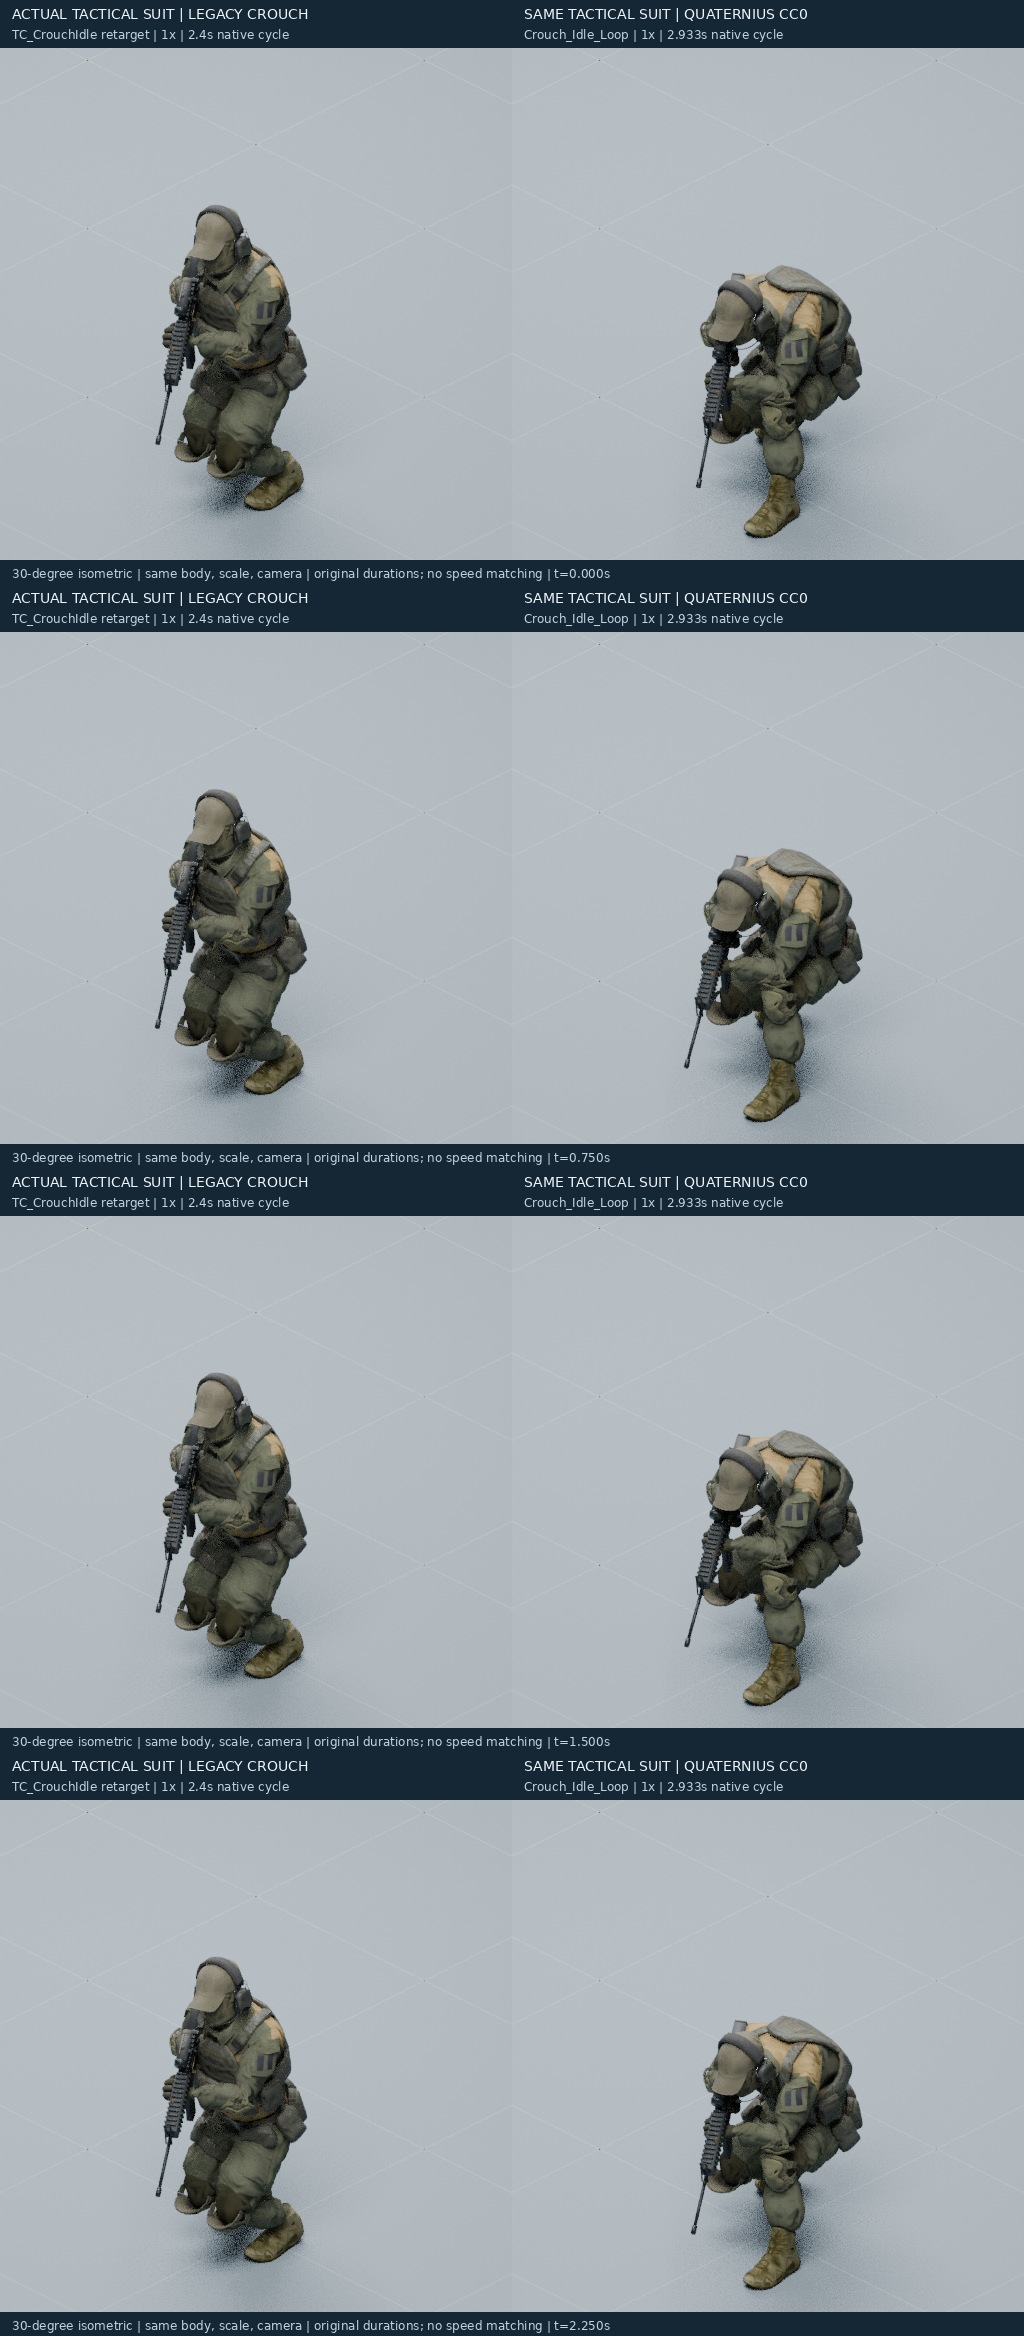 ACTUAL TACTICAL SUIT | LEGACY CROUCH
TC_CrouchIdle retarget | 1x | 2.4s native cycle
SAME TACTICAL SUIT | QUATERNIUS CC0
Crouch_Idle_Loop | 1x | 2.933s native cycle
30-degree isometric | same body, scale, camera | original durations; no speed matching | t=0.000s
ACTUAL TACTICAL SUIT | LEGACY CROUCH
TC_CrouchIdle retarget | 1x | 2.4s native cycle
SAME TACTICAL SUIT | QUATERNIUS CC0
Crouch_Idle_Loop | 1x | 2.933s native cycle
30-degree isometric | same body, scale, camera | original durations; no speed matching | t=0.750s
ACTUAL TACTICAL SUIT | LEGACY CROUCH
TC_CrouchIdle retarget | 1x | 2.4s native cycle
SAME TACTICAL SUIT | QUATERNIUS CC0
Crouch_Idle_Loop | 1x | 2.933s native cycle
30-degree isometric | same body, scale, camera | original durations; no speed matching | t=1.500s
ACTUAL TACTICAL SUIT | LEGACY CROUCH
TC_CrouchIdle retarget | 1x | 2.4s native cycle
SAME TACTICAL SUIT | QUATERNIUS CC0
Crouch_Idle_Loop | 1x | 2.933s native cycle
30-degree isometric | same body, scale, camera | original durations; no speed matching | t=2.250s